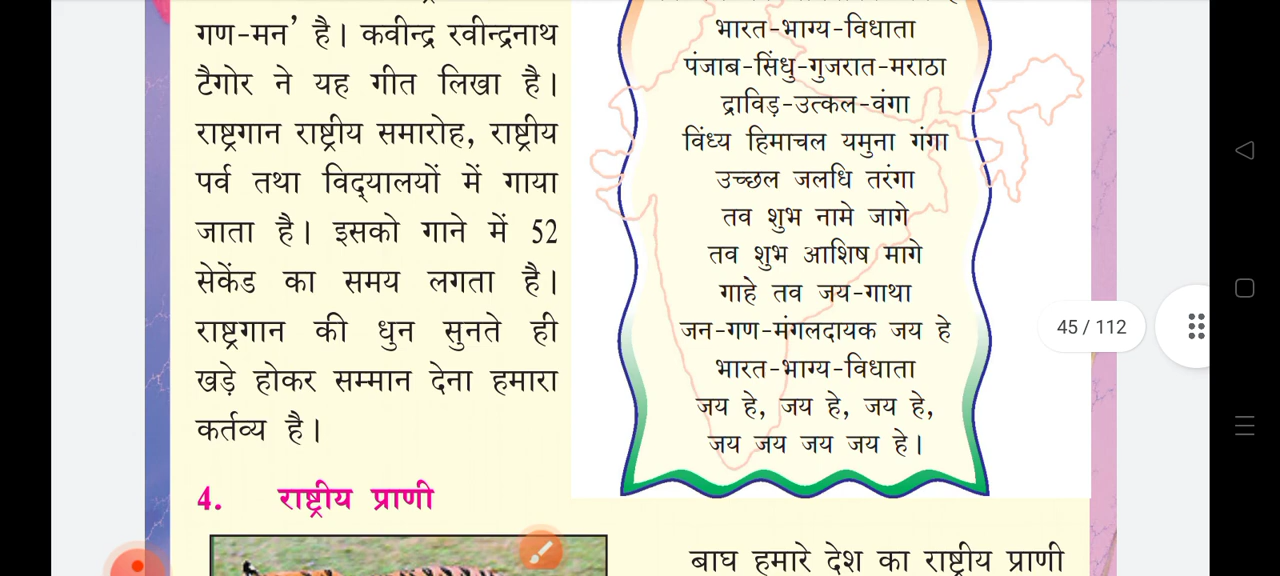 गण-मन’ है। कवीन्द्र रवीन्द्रनाथ
टैगोर ने यह गीत लिखा है।
राष्ट्रगान राष्ट्रीय समारोह, राष्ट्रीय
पर्व तथा विद्‌यालयों में गाया
जाता है। इसको गाने में 52
सेकेंड का समय लगता है।
राष्ट्रगान की धुन सुनते ही
खड़े होकर सम्मान देना हमारा
कर्तव्य है।
भारत-भाग्य-विधाता
पंजाब-सिंधु-गुजरात-मराठा
द्राविड़-उत्कल-वंगा
विंध्य हिमाचल यमुना गंगा
उच्छल जलधि तरंगा
तव शुभ नामे जागे
तव शुभ आशिष मागे
गाहे तव जय-गाथा
जन-गण-मंगलदायक जय हे
भारत-भाग्य-विधाता
जय हे, जय हे, जय हे,
जय जय जय जय हे।
45 / 112
4. राष्ट्रीय प्राणी
बाघ हमारे देश का राष्ट्रीय प्राणी